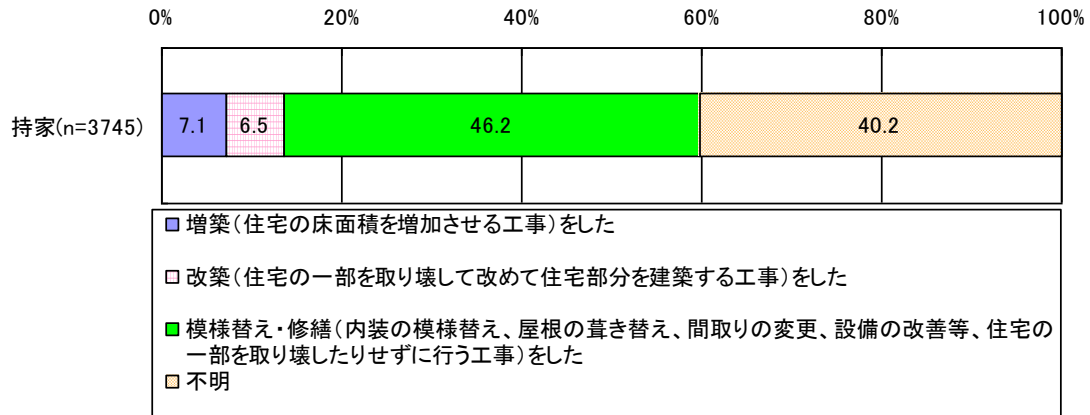 0% 20% 40% 60% 80% 100%
持家(n=3745) 7.1 6.5 46.2 40.2
増築(住宅の床面積を増加させる工事)をした
改築(住宅の一部を取り壊して改めて住宅部分を建築する工事)をした
模様替え・修繕(内装の模様替え、屋根の葺き替え、間取りの変更、設備の改善等、住宅の
一部を取り壊したりせずに行う工事)をした
不明